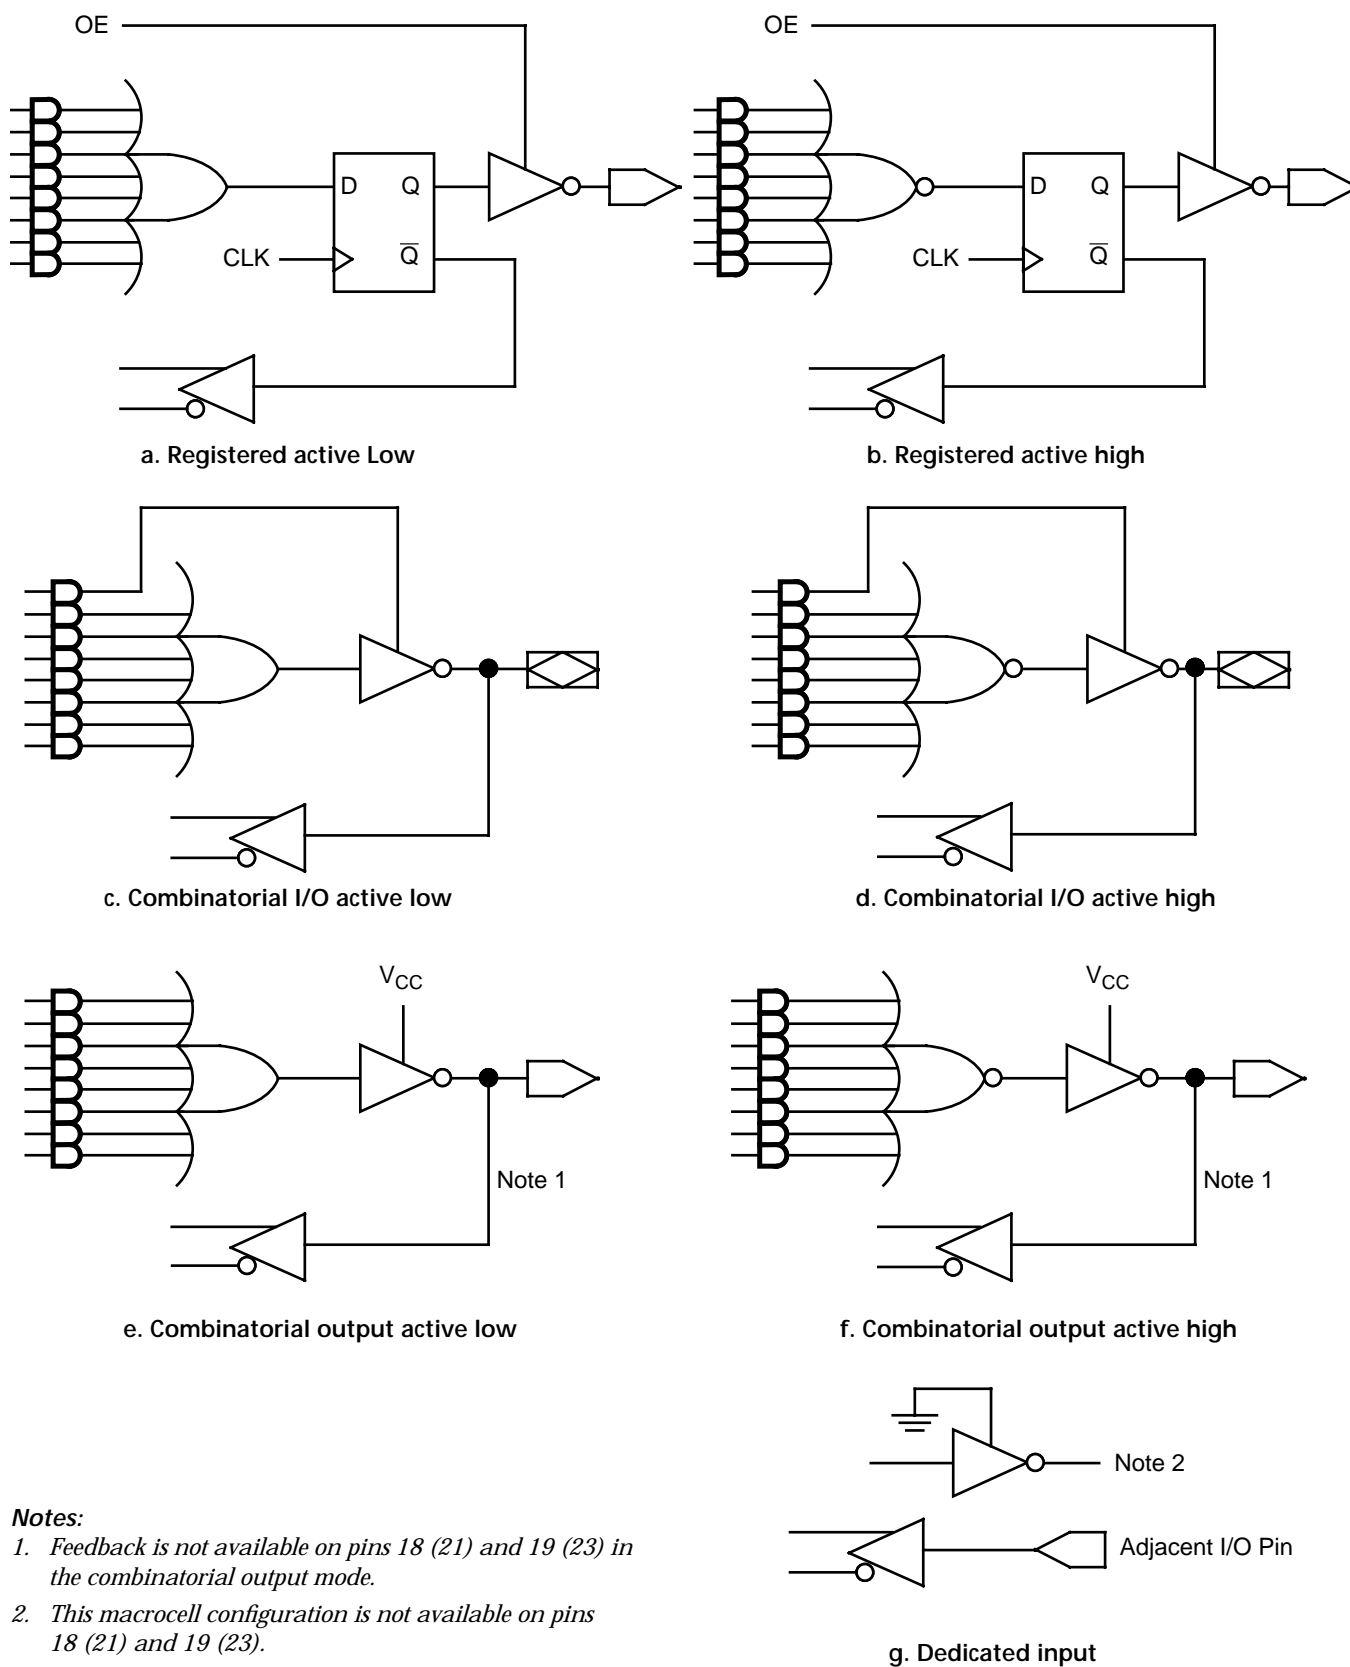 OE
OE
D Q
D Q
CLK Q̅
CLK Q̅
a. Registered active Low
b. Registered active high
c. Combinatorial I/O active low
d. Combinatorial I/O active high
VCC
VCC
Note 1
Note 1
e. Combinatorial output active low
f. Combinatorial output active high
Note 2
Adjacent I/O Pin
g. Dedicated input
Notes:
1. Feedback is not available on pins 18 (21) and 19 (23) in
the combinatorial output mode.
2. This macrocell configuration is not available on pins
18 (21) and 19 (23).